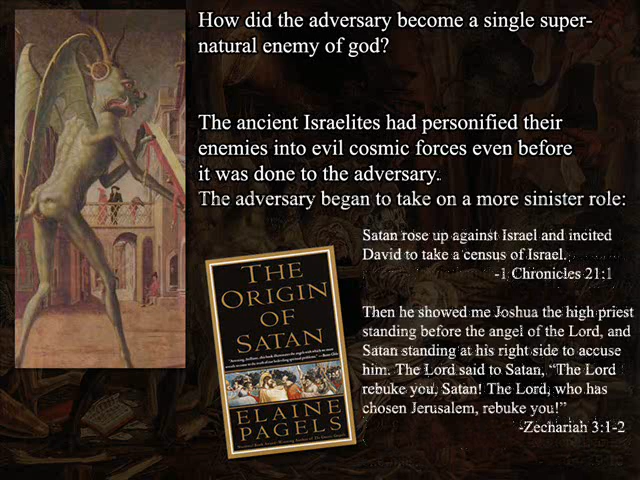 How did the adversary become a single super-
natural enemy of god?
The ancient Israelites had personified their
enemies into evil cosmic forces even before
it was done to the adversary.
The adversary began to take on a more sinister role:
Satan rose up against Israel and incited
David to take a census of Israel.
-1 Chronicles 21:1
Then he showed me Joshua the high priest
standing before the angel of the Lord, and
Satan standing at his right side to accuse
him. The Lord said to Satan, “The Lord
rebuke you, Satan! The Lord, who has
chosen Jerusalem, rebuke you!”
-Zechariah 3:1-2
THE
ORIGIN
OF
SATAN
ELAINE
PAGELS